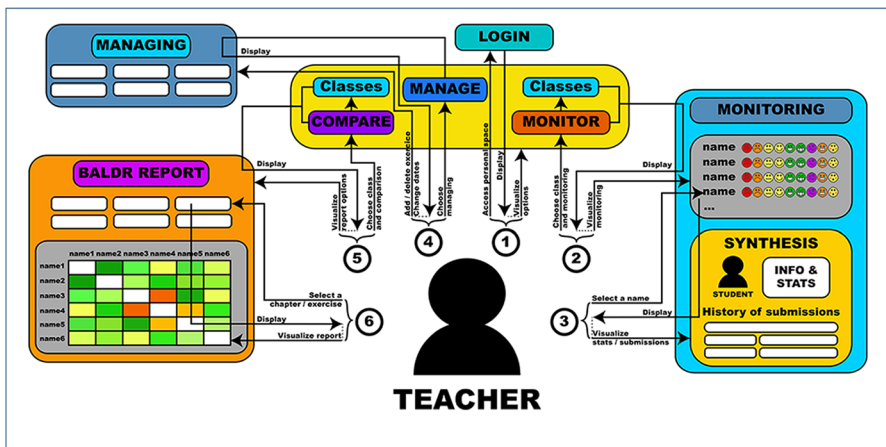 MANAGING
Display
LOGIN
Classes
COMPARE
MANAGE
Classes
MONITOR
MONITORING
name
name
name
...
SYNTHESIS
STUDENT
INFO &
STATS
History of submissions
BALDR REPORT
name1 name2 name3 name4 name5 name6
name1
name2
name3
name4
name5
name6
Display
Visualize
report options
Choose class
and comparison
5
Add / delete exercice
Change dates
Choose
managing
4
Access personal space
Display
Visualize
options
1
Choose class
and monitoring
Visualize
monitoring
Display
2
Select a
chapter / exercise
Display
Visualize report
6
Select a name
Display
Visualize
stats / submissions
3
TEACHER